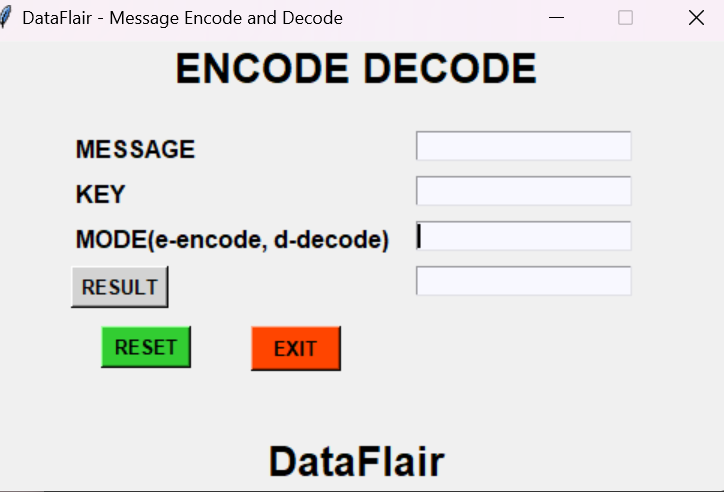 DataFlair - Message Encode and Decode
ENCODE DECODE
MESSAGE
KEY
MODE(e-encode, d-decode)
RESULT
RESET EXIT
DataFlair